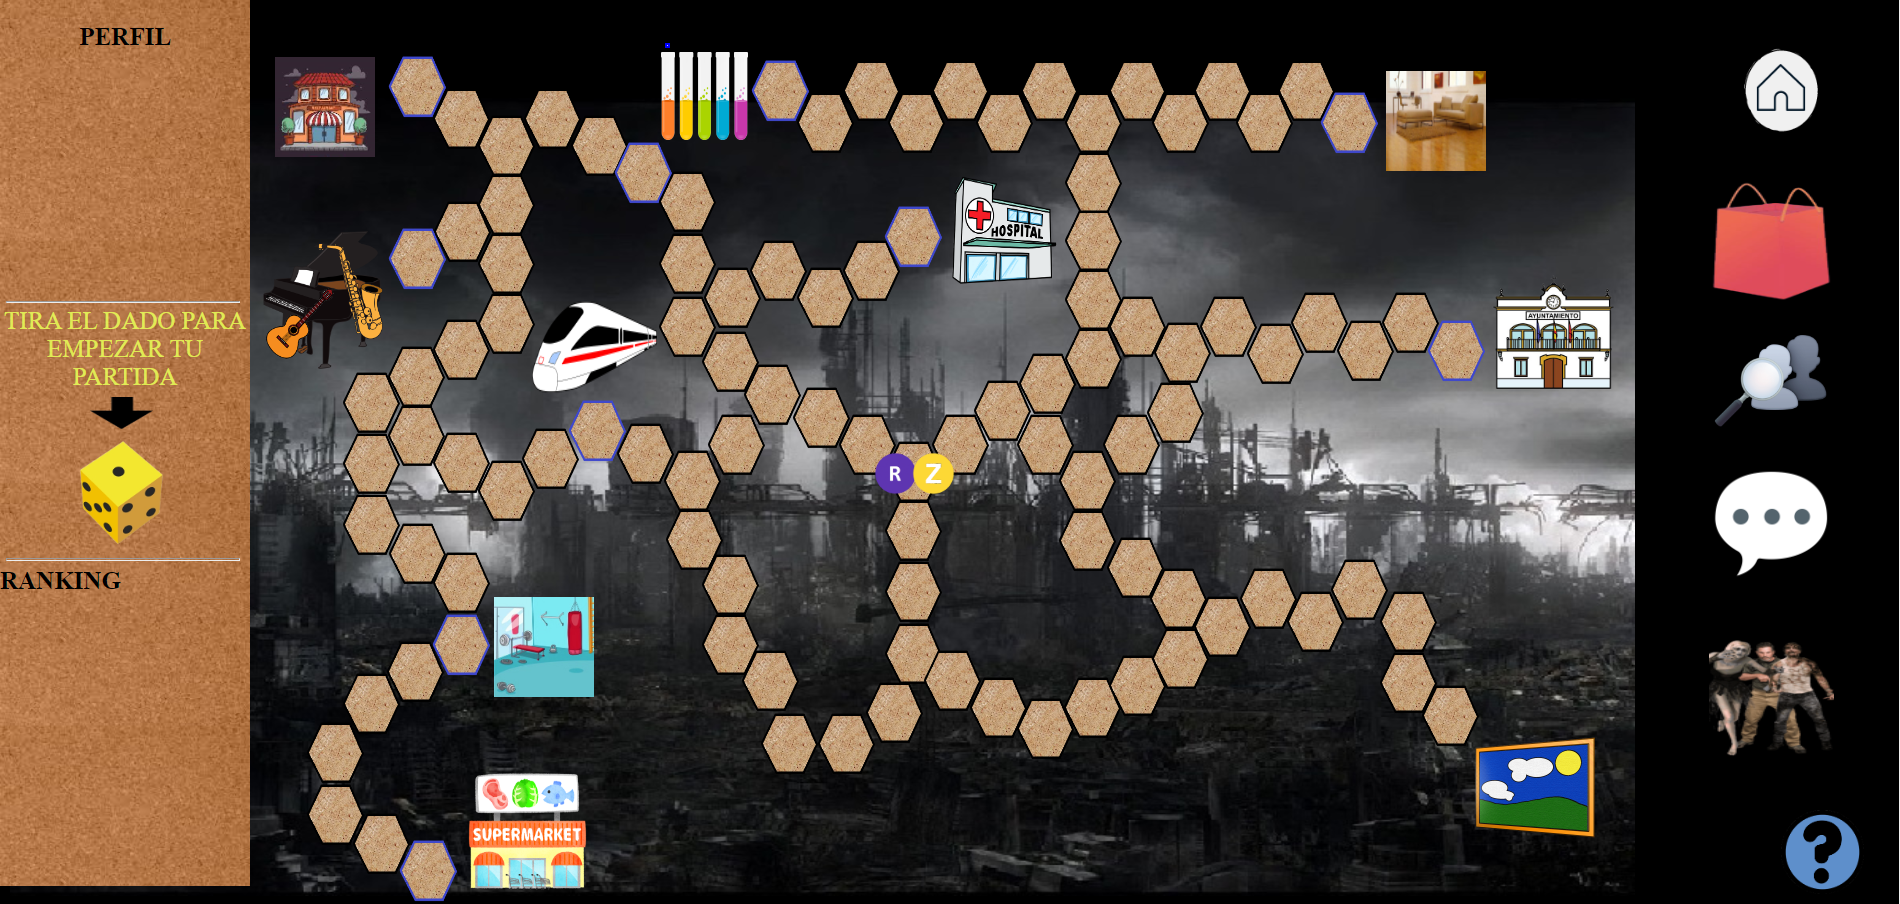 PERFIL
TIRA EL DADO PARA
EMPEZAR TU
PARTIDA
RANKING
HOSPITAL
AYUNTAMIENTO
R
Z
SUPERMARKET
?